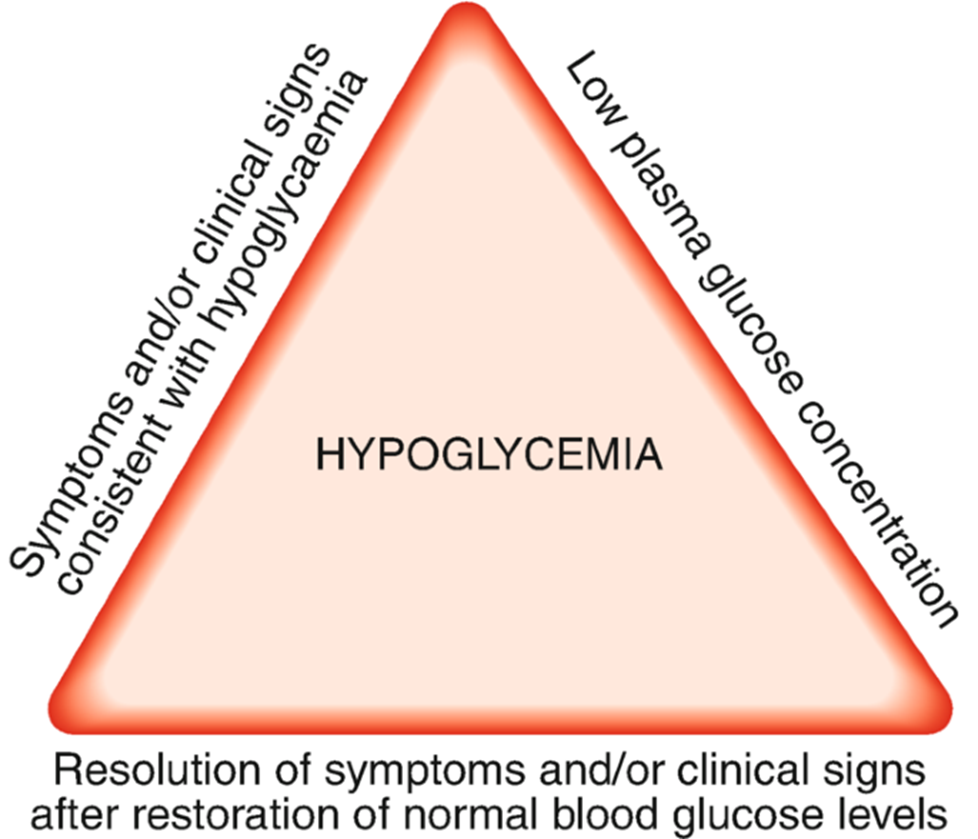 Symptoms and/or clinical signs
consistent with hypoglycaemia
Low plasma glucose concentration
HYPOGLYCEMIA
Resolution of symptoms and/or clinical signs
after restoration of normal blood glucose levels